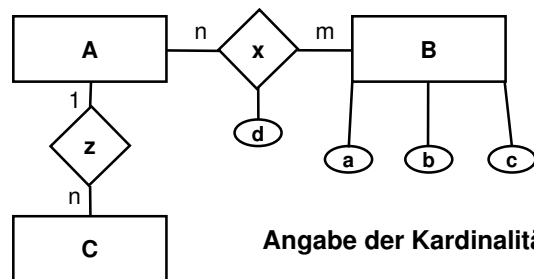 A n x m B
1 d
z a b c
n
C Angabe der Kardinalitä